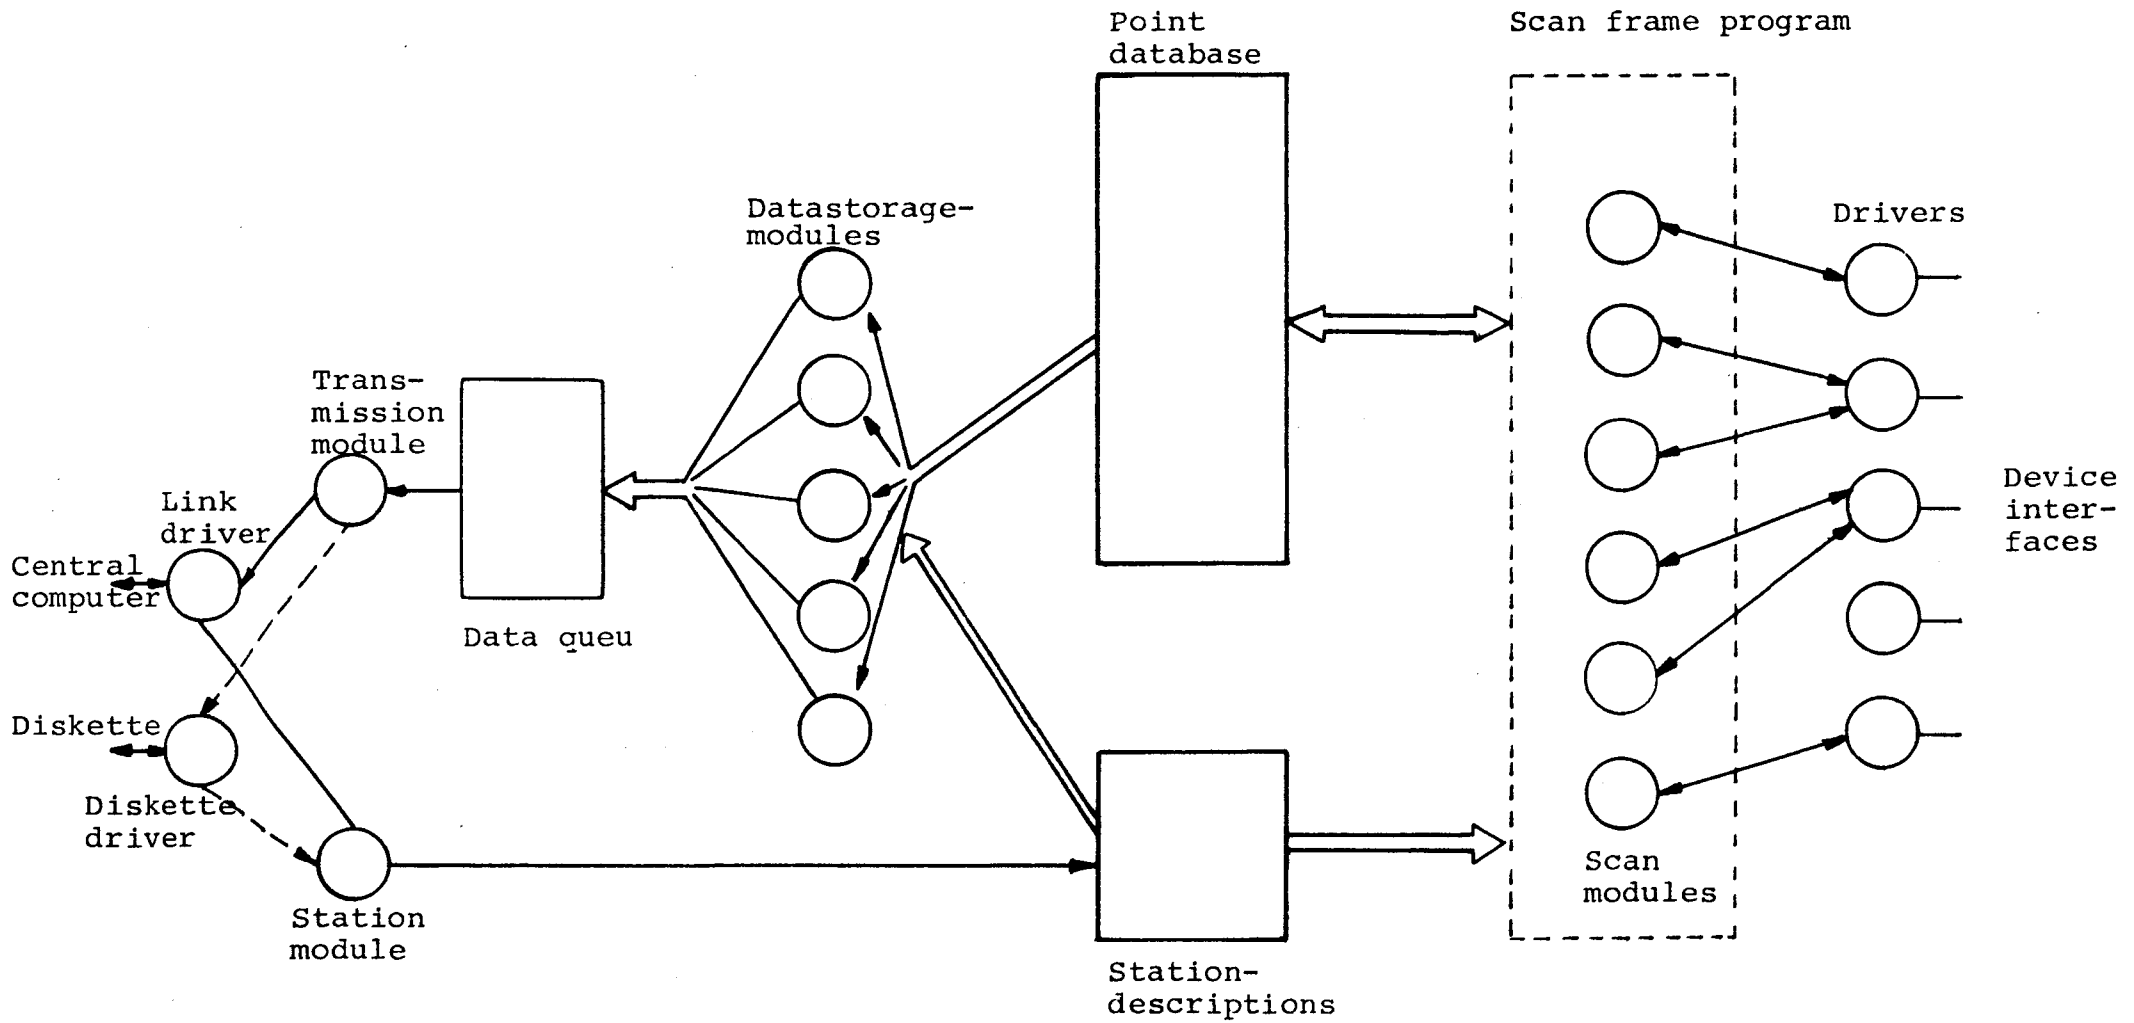 Point
database
Scan frame program
Datastorage-
modules
Drivers
Trans-
mission
module
Link
driver
Central
computer
Data queu
Device
inter-
faces
Diskette
Diskette
driver
Station
module
Scan
modules
Station-
descriptions